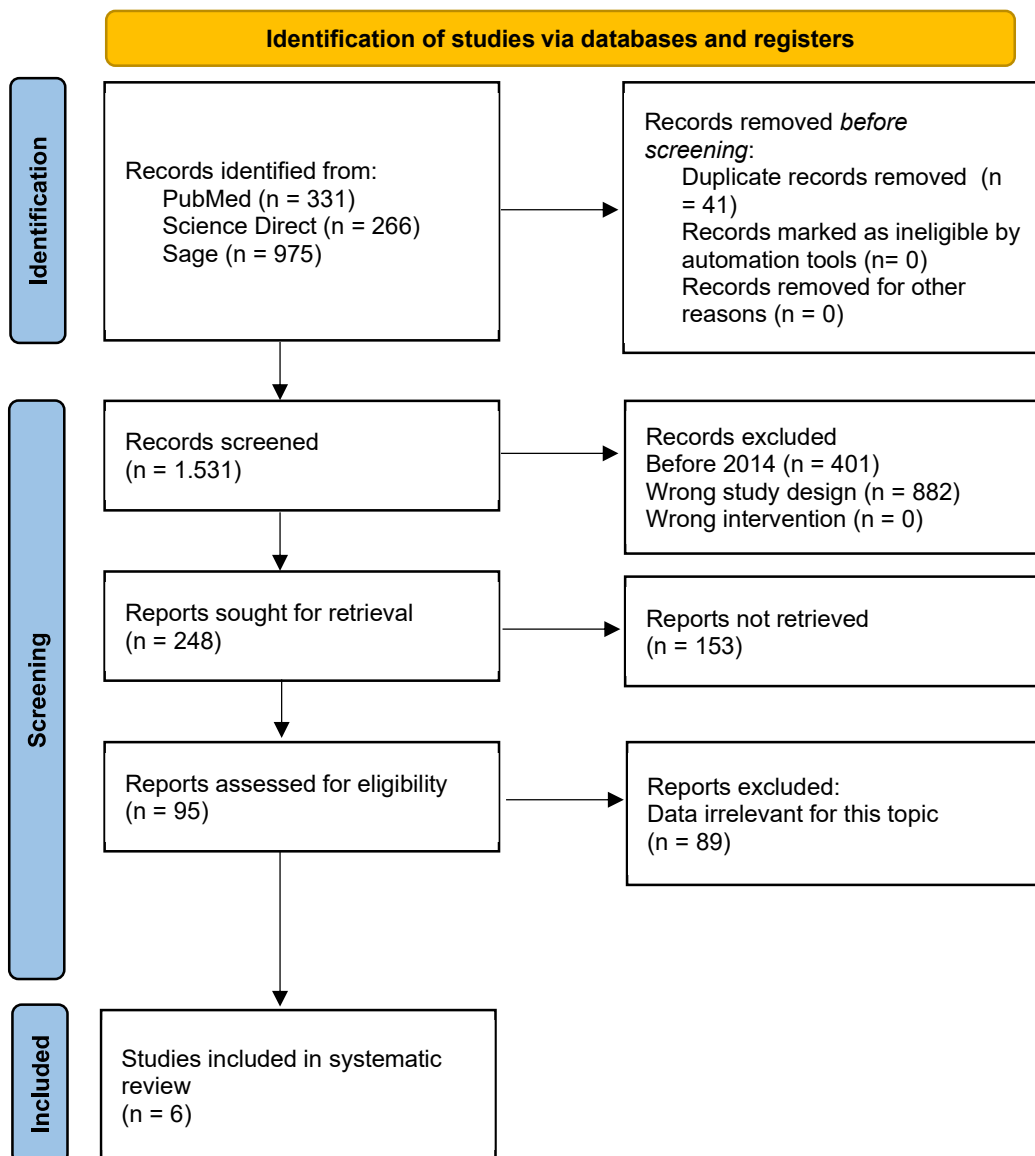 Identification of studies via databases and registers
Identification
Records identified from:
PubMed (n = 331)
Science Direct (n = 266)
Sage (n = 975)
Records removed before
screening:
Duplicate records removed  (n
= 41)
Records marked as ineligible by
automation tools (n= 0)
Records removed for other
reasons (n = 0)
Screening
Records screened
(n = 1.531)
Records excluded
Before 2014 (n = 401)
Wrong study design (n = 882)
Wrong intervention (n = 0)
Reports sought for retrieval
(n = 248)
Reports not retrieved
(n = 153)
Reports assessed for eligibility
(n = 95)
Reports excluded:
Data irrelevant for this topic
(n = 89)
Included
Studies included in systematic
review
(n = 6)